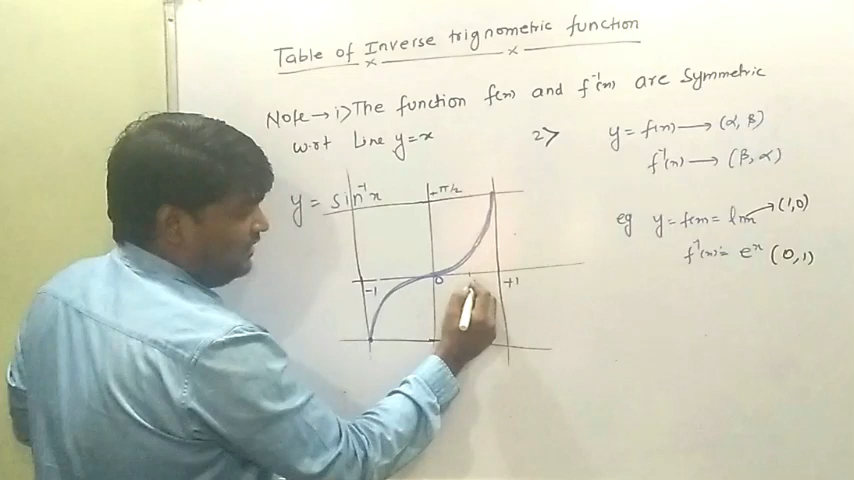 Table of Inverse trignometric function
Note → 1) The function f(x) and f⁻¹(x) are Symmetric
w.r.t Line y=x
2> y = f(x) → (α, β)
f⁻¹(x) → (β, α)
y = sin⁻¹x
+π/2
eg y = f(x) = lnx → (1,0)
f⁻¹(x) = eˣ (0,1)
-1 0 +1